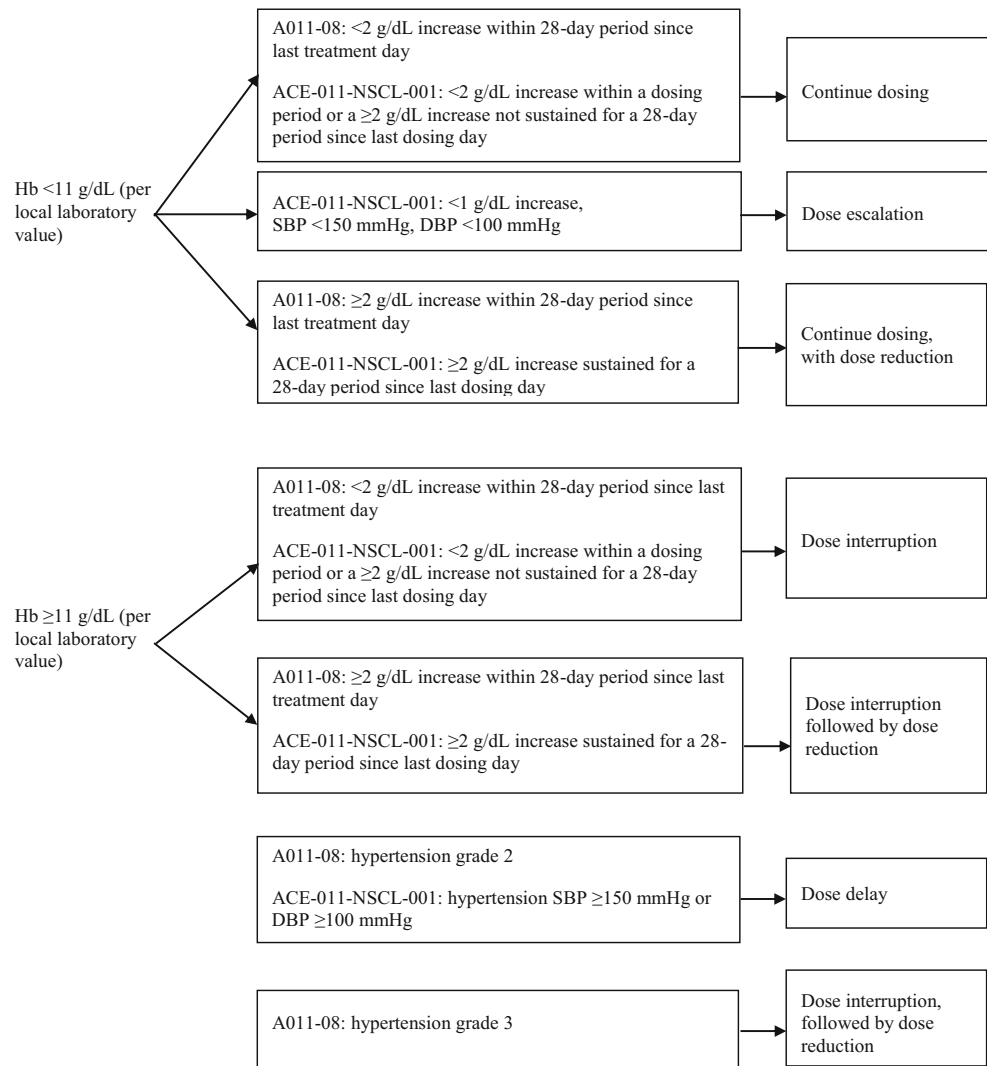 Hb <11 g/dL (per
local laboratory
value)
A011-08: <2 g/dL increase within 28-day period since
last treatment day
ACE-011-NSCL-001: <2 g/dL increase within a dosing
period or a ≥2 g/dL increase not sustained for a 28-day
period since last dosing day
Continue dosing
ACE-011-NSCL-001: <1 g/dL increase,
SBP <150 mmHg, DBP <100 mmHg
Dose escalation
A011-08: ≥2 g/dL increase within 28-day period since
last treatment day
ACE-011-NSCL-001: ≥2 g/dL increase sustained for a
28-day period since last dosing day
Continue dosing,
with dose reduction
Hb ≥11 g/dL (per
local laboratory
value)
A011-08: <2 g/dL increase within 28-day period since last
treatment day
ACE-011-NSCL-001: <2 g/dL increase within a dosing
period or a ≥2 g/dL increase not sustained for a 28-day
period since last dosing day
Dose interruption
A011-08: ≥2 g/dL increase within 28-day period since last
treatment day
ACE-011-NSCL-001: ≥2 g/dL increase sustained for a 28-
day period since last dosing day
Dose interruption
followed by dose
reduction
A011-08: hypertension grade 2
ACE-011-NSCL-001: hypertension SBP ≥150 mmHg or
DBP ≥100 mmHg
Dose delay
A011-08: hypertension grade 3
Dose interruption,
followed by dose
reduction